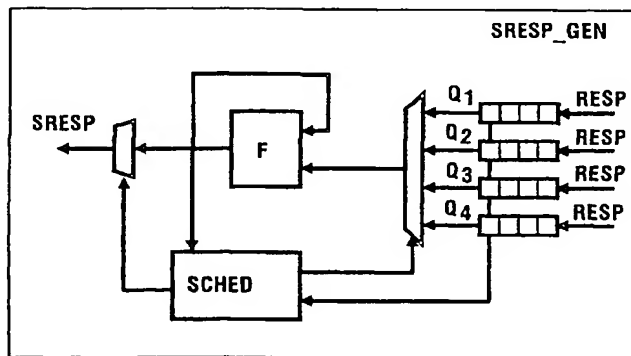 SRESP_GEN
Q1
RESP
SRESP
Q2
RESP
F
Q3
RESP
Q4
RESP
SCHED